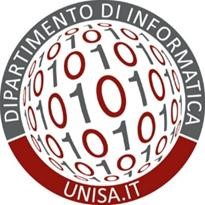 DIPARTIMENTO DI INFORMATICA
UNISA.IT